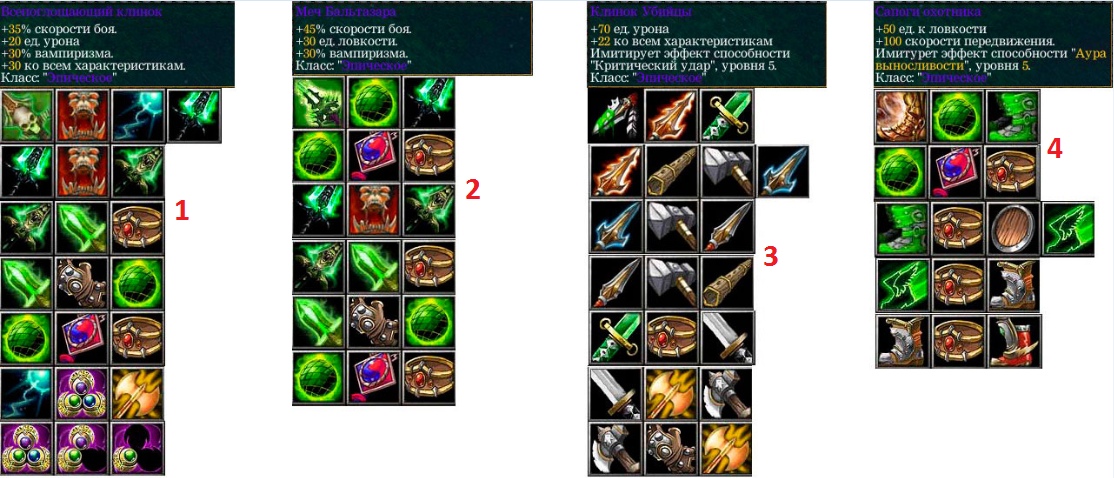 Всепоглощающий клинок
+35% скорости боя.
+20 ед. урона
+30% вампиризма.
+30 ко всем характеристикам.
Класс: "Эпическое"
1
Меч Бальтазара
+45% скорости боя.
+30 ед. ловкости.
+30% вампиризма.
Класс: "Эпическое"
2
Клинок Убийцы
+70 ед. урона
+22 ко всем характеристикам
Имитирует эффект способности
"Критический удар", уровня 5.
Класс: "Эпическое"
3
Сапоги охотника
+50 ед. к ловкости
+100 скорости передвижения.
Имитурет эффект способности "Аура
выносливости", уровня 5.
Класс: "Эпическое"
4